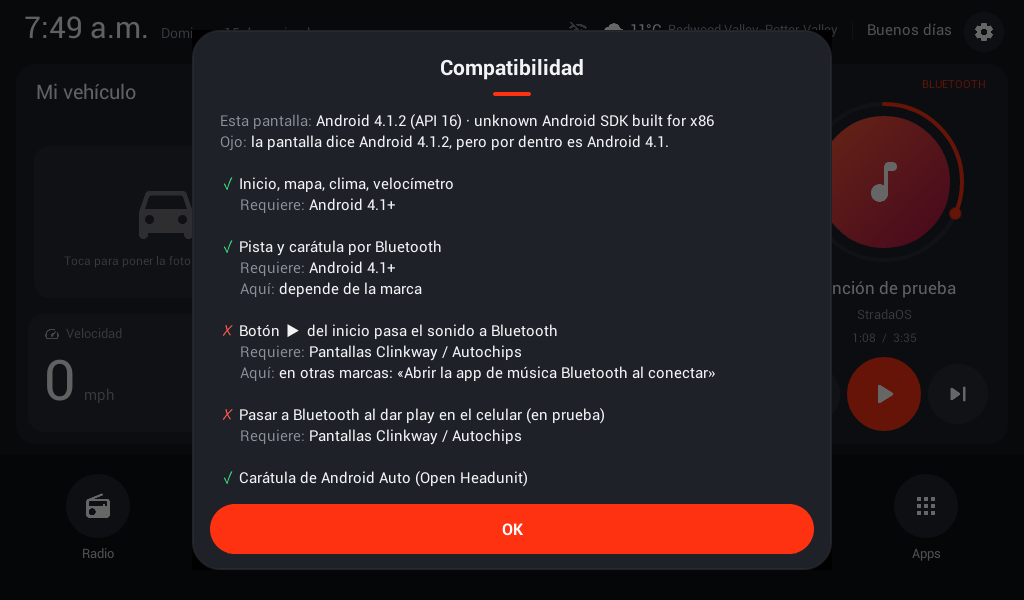 7:49 a.m.
11°C Redwood Valley, Potter Valley
Buenos días
Mi vehículo
BLUETOOTH
Compatibilidad
Esta pantalla: Android 4.1.2 (API 16) · unknown Android SDK built for x86
Ojo: la pantalla dice Android 4.1.2, pero por dentro es Android 4.1.
√ Inicio, mapa, clima, velocímetro
Requiere: Android 4.1+
√ Pista y carátula por Bluetooth
Requiere: Android 4.1+
Aquí: depende de la marca
✗ Botón ▶ del inicio pasa el sonido a Bluetooth
Requiere: Pantallas Clinkway / Autochips
Aquí: en otras marcas: «Abrir la app de música Bluetooth al conectar»
✗ Pasar a Bluetooth al dar play en el celular (en prueba)
Requiere: Pantallas Clinkway / Autochips
√ Carátula de Android Auto (Open Headunit)
OK
Toca para poner la foto
Velocidad
0 mph
nción de prueba
StradaOS
1:08 / 3:35
Radio
Apps